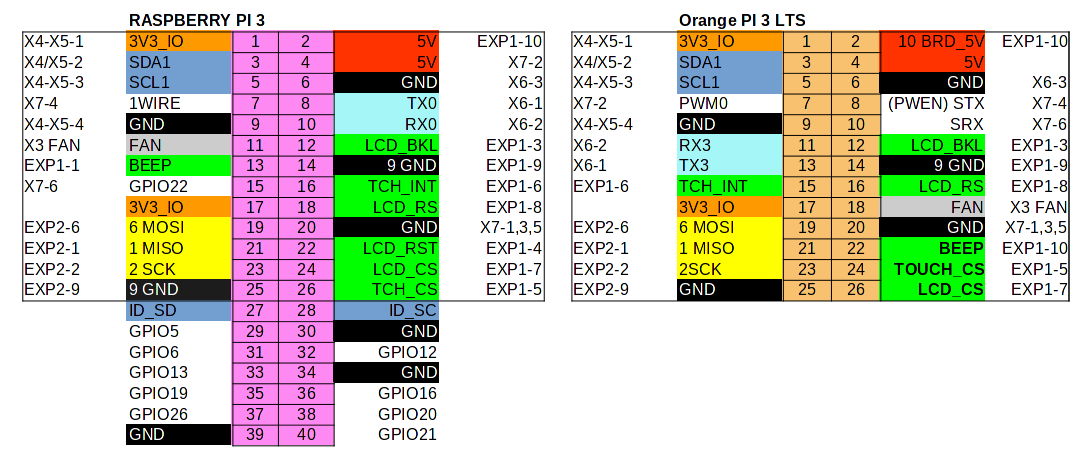 RASPBERRY PI 3 Orange PI 3 LTS
X4-X5-1 3V3_IO 1 2 5V EXP1-10 X4-X5-1 3V3_IO 1 2 10 BRD_5V EXP1-10
X4/X5-2 SDA1 3 4 5V X7-2 X4/X5-2 SDA1 3 4 5V
X4-X5-3 SCL1 5 6 GND X6-3 X4-X5-3 SCL1 5 6 GND X6-3
X7-4 1WIRE 7 8 TX0 X6-1 X7-2 PWM0 7 8 (PWEN) STX X7-4
X4-X5-4 GND 9 10 RX0 X6-2 X4-X5-4 GND 9 10 SRX X7-6
X3 FAN FAN 11 12 LCD_BKL EXP1-3 X6-2 RX3 11 12 LCD_BKL EXP1-3
EXP1-1 BEEP 13 14 9 GND EXP1-9 X6-1 TX3 13 14 9 GND EXP1-9
X7-6 GPIO22 15 16 TCH_INT EXP1-6 EXP1-6 TCH_INT 15 16 LCD_RS EXP1-8
3V3_IO 17 18 LCD_RS EXP1-8 3V3_IO 17 18 FAN X3 FAN
EXP2-6 6 MOSI 19 20 GND X7-1,3,5 EXP2-6 6 MOSI 19 20 GND X7-1,3,5
EXP2-1 1 MISO 21 22 LCD_RST EXP1-4 EXP2-1 1 MISO 21 22 BEEP EXP1-10
EXP2-2 2 SCK 23 24 LCD_CS EXP1-7 EXP2-2 2SCK 23 24 TOUCH_CS EXP1-5
EXP2-9 9 GND 25 26 TCH_CS EXP1-5 EXP2-9 GND 25 26 LCD_CS EXP1-7
ID_SD 27 28 ID_SC
GPIO5 29 30 GND
GPIO6 31 32 GPIO12
GPIO13 33 34 GND
GPIO19 35 36 GPIO16
GPIO26 37 38 GPIO20
GND 39 40 GPIO21